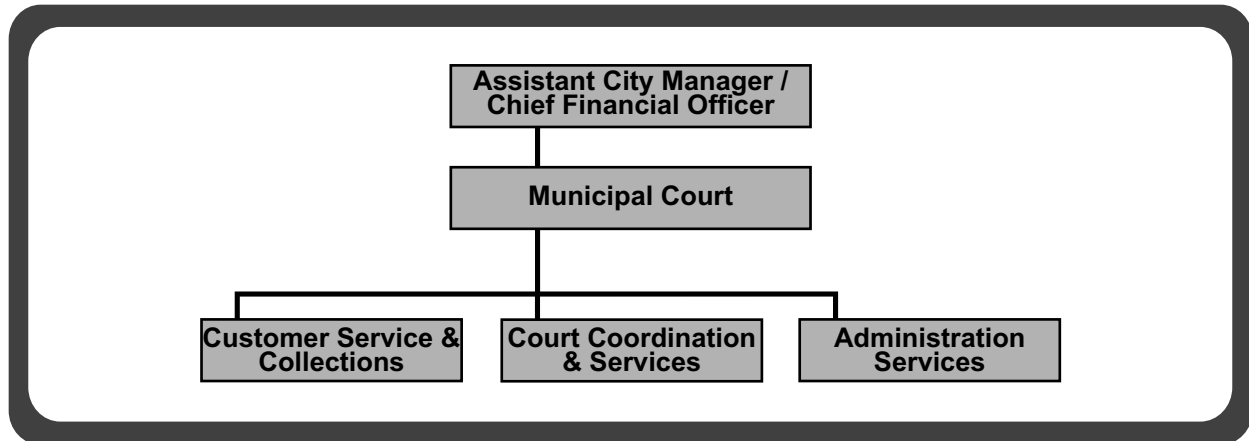 Assistant City Manager /
Chief Financial Officer
Municipal Court
Customer Service &
Collections
Court Coordination
& Services
Administration
Services